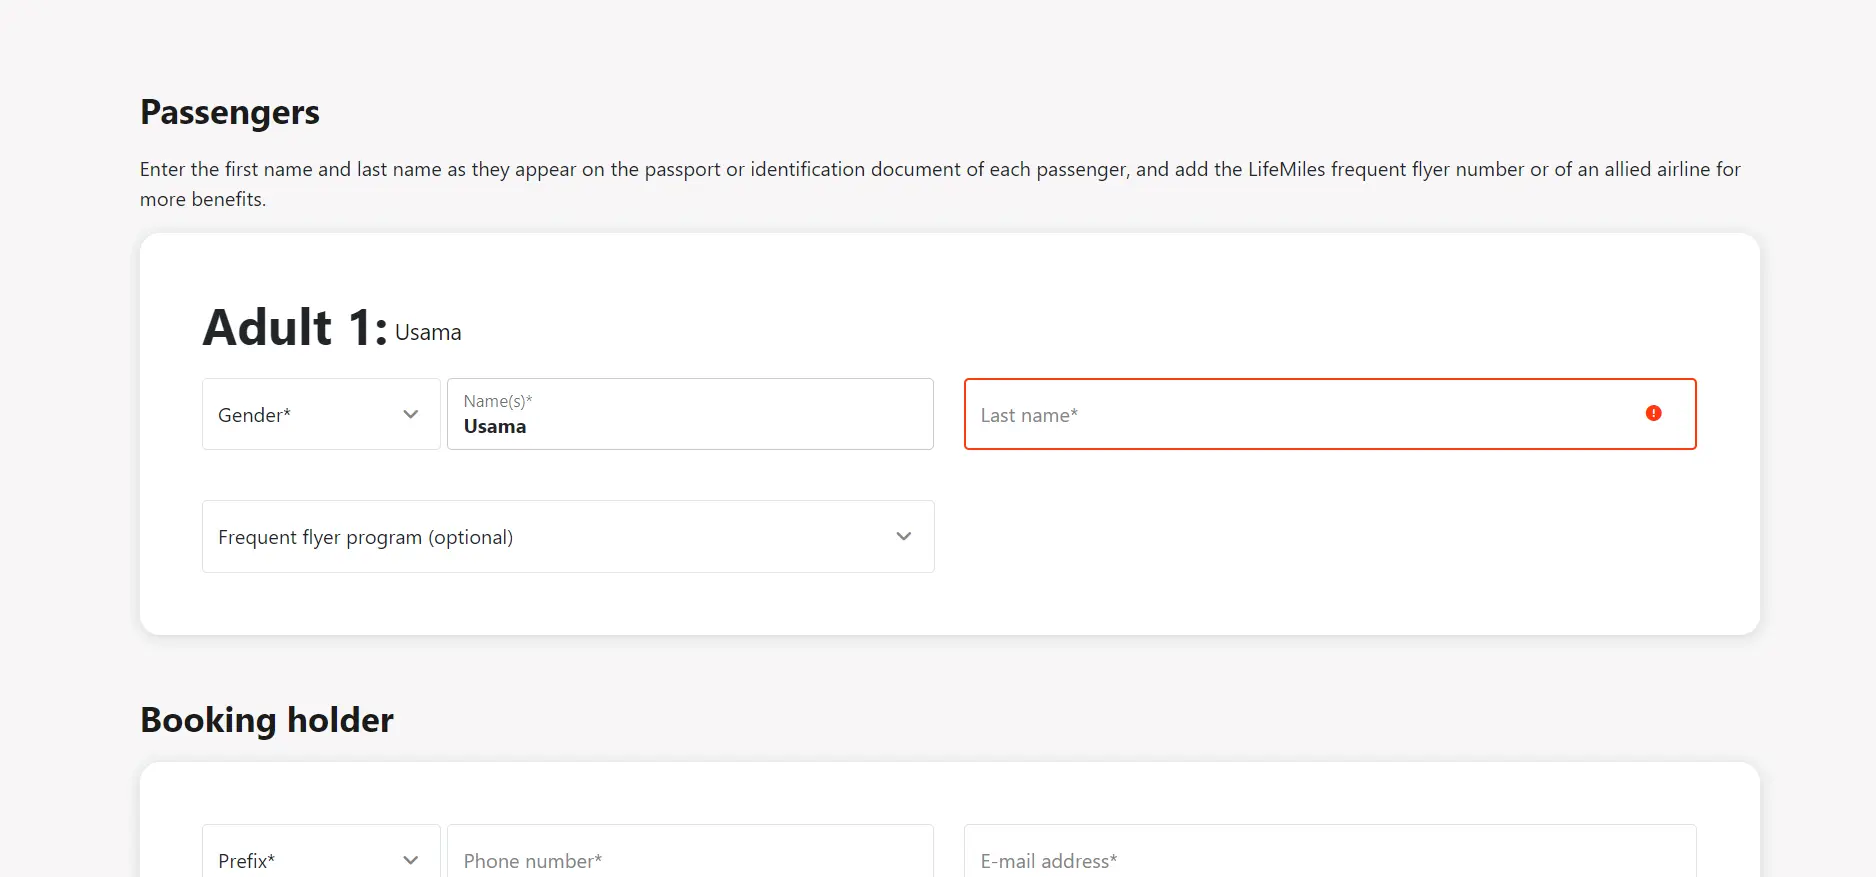 Passengers
Enter the first name and last name as they appear on the passport or identification document of each passenger, and add the LifeMiles frequent flyer number or of an allied airline for
more benefits.
Adult 1: Usama
Gender*
Name(s)*
Usama
Last name*
Frequent flyer program (optional)
Booking holder
Prefix*
Phone number*
E-mail address*